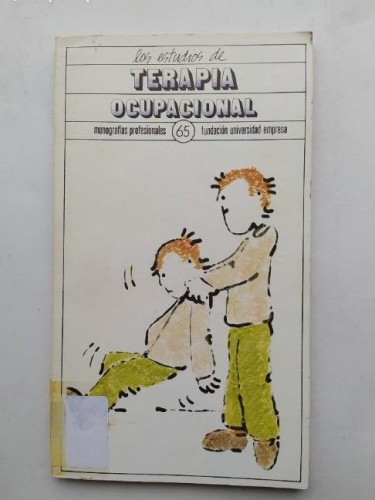 los estudios de
TERAPIA
OCUPACIONAL
monografías profesionales 65 fundación universidad-empresa